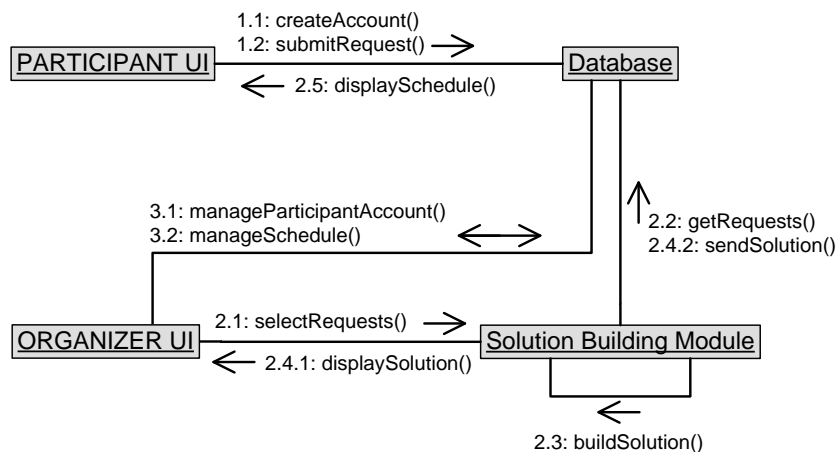 1.1: createAccount()
1.2: submitRequest()
PARTICIPANT UI
Database
2.5: displaySchedule()
3.1: manageParticipantAccount()
3.2: manageSchedule()
2.2: getRequests()
2.4.2: sendSolution()
2.1: selectRequests()
ORGANIZER UI
Solution Building Module
2.4.1: displaySolution()
2.3: buildSolution()